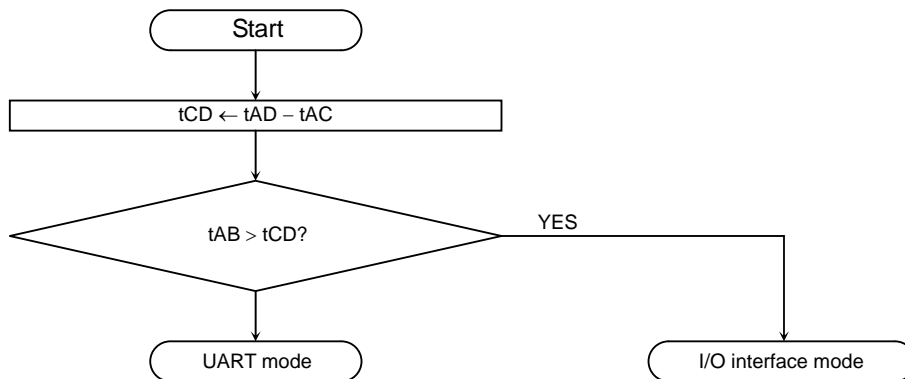 Start
tCD ← tAD − tAC
tAB > tCD?
YES
UART mode
I/O interface mode